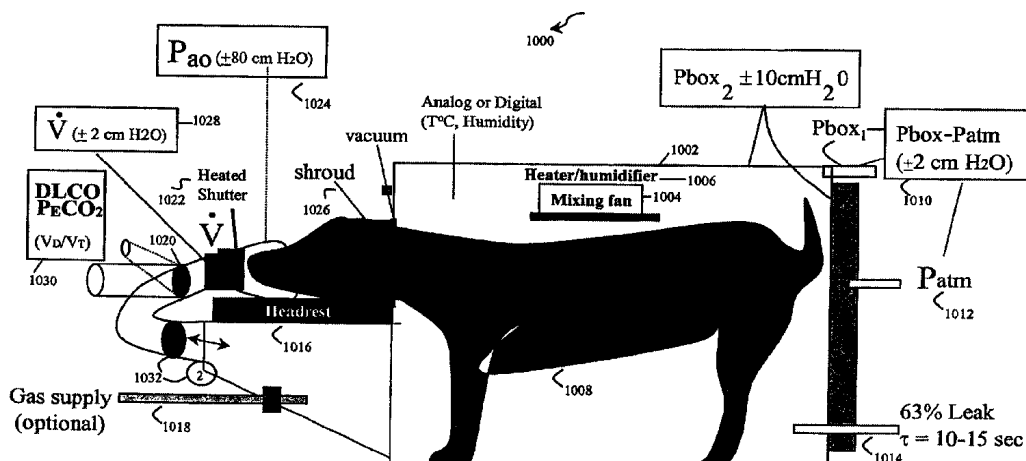 1000
Pao (±80 cm H2O)
1024
Pbox2 ±10cmH20
V̇ (± 2 cm H2O)
1028
Analog or Digital
(TºC, Humidity)
vacuum
Pbox1
Pbox-Patm
(±2 cm H2O)
1010
1002
DLCO
PECO2
(VD/VT)
1030
1022
Heated
Shutter
shroud
1026
Heater/humidifier
1006
Mixing fan
1004
1020
V̇
Patm
1012
Headrest
1016
1032
2
1008
Gas supply
(optional)
1018
63% Leak
τ = 10-15 sec
1014